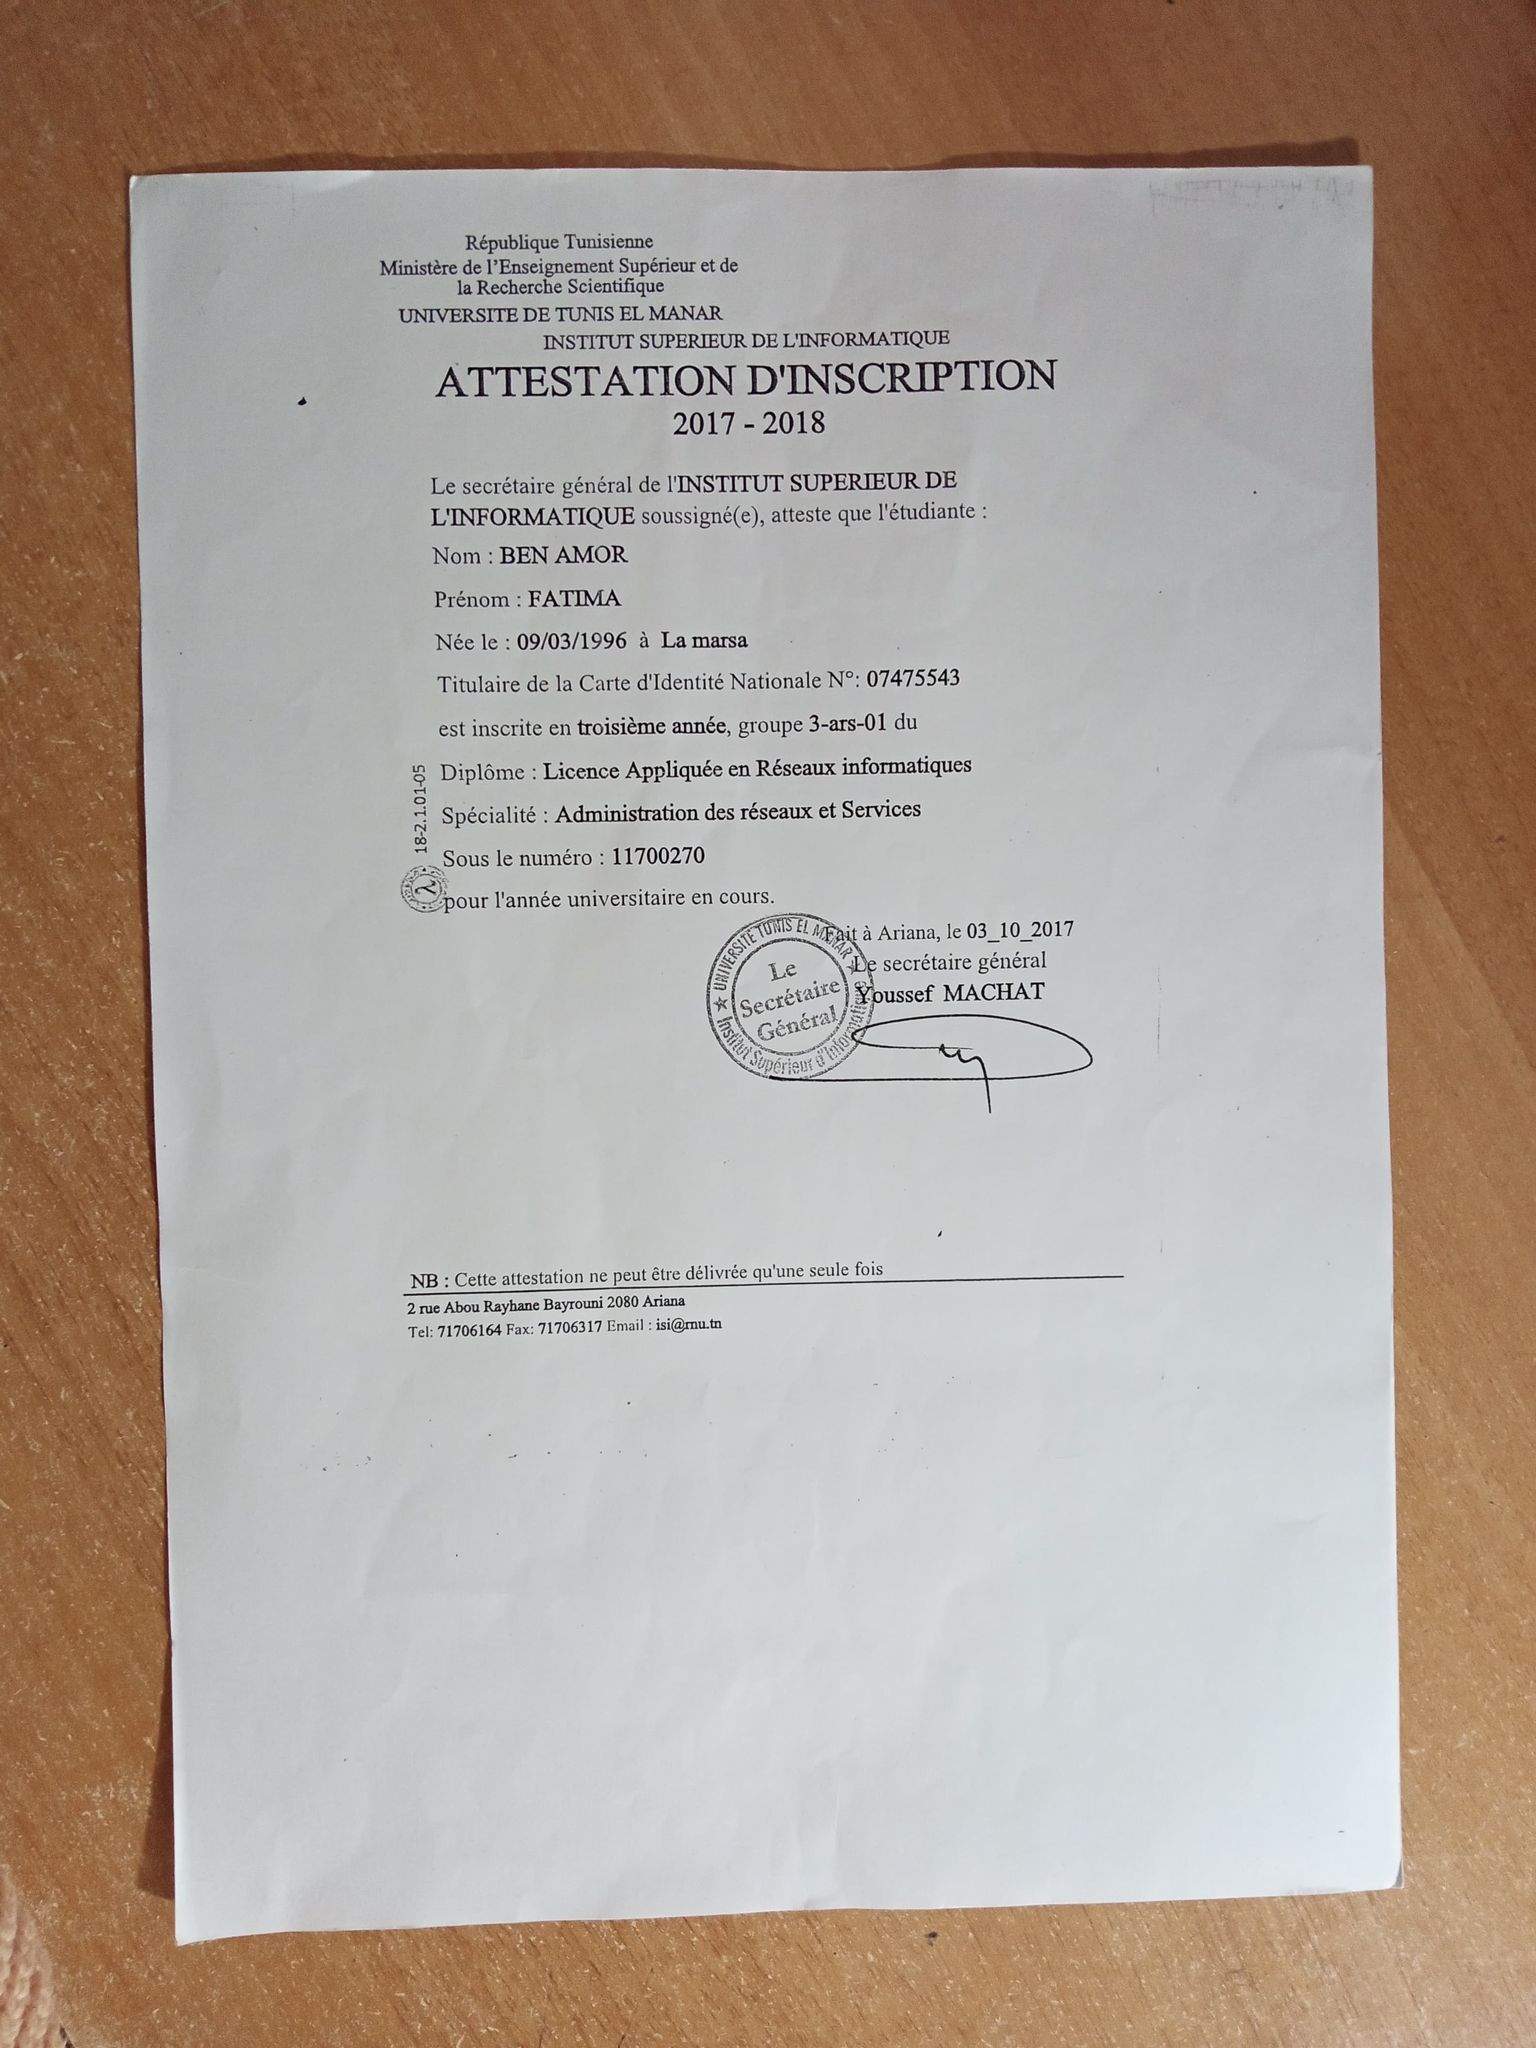 République Tunisienne
Ministère de l'Enseignement Supérieur et de
la Recherche Scientifique
UNIVERSITE DE TUNIS EL MANAR
INSTITUT SUPERIEUR DE L'INFORMATIQUE
ATTESTATION D'INSCRIPTION
2017 - 2018
Le secrétaire général de l'INSTITUT SUPERIEUR DE
L'INFORMATIQUE soussigné(e), atteste que l'étudiante :
Nom : BEN AMOR
Prénom : FATIMA
Née le : 09/03/1996 à La marsa
Titulaire de la Carte d'Identité Nationale N°: 07475543
est inscrite en troisième année, groupe 3-ars-01 du
Diplôme : Licence Appliquée en Réseaux informatiques
Spécialité : Administration des réseaux et Services
Sous le numéro : 11700270
pour l'année universitaire en cours.
18-2.1.01-05
Fait à Ariana, le 03_10_2017
Le secrétaire général
Youssef MACHAT
UNIVERSITE TUNIS EL MANAR
Le
Secrétaire
Général
Institut Supérieur d'Informatique
NB : Cette attestation ne peut être délivrée qu'une seule fois
2 rue Abou Rayhane Bayrouni 2080 Ariana
Tel: 71706164 Fax: 71706317 Email : isi@rnu.tn